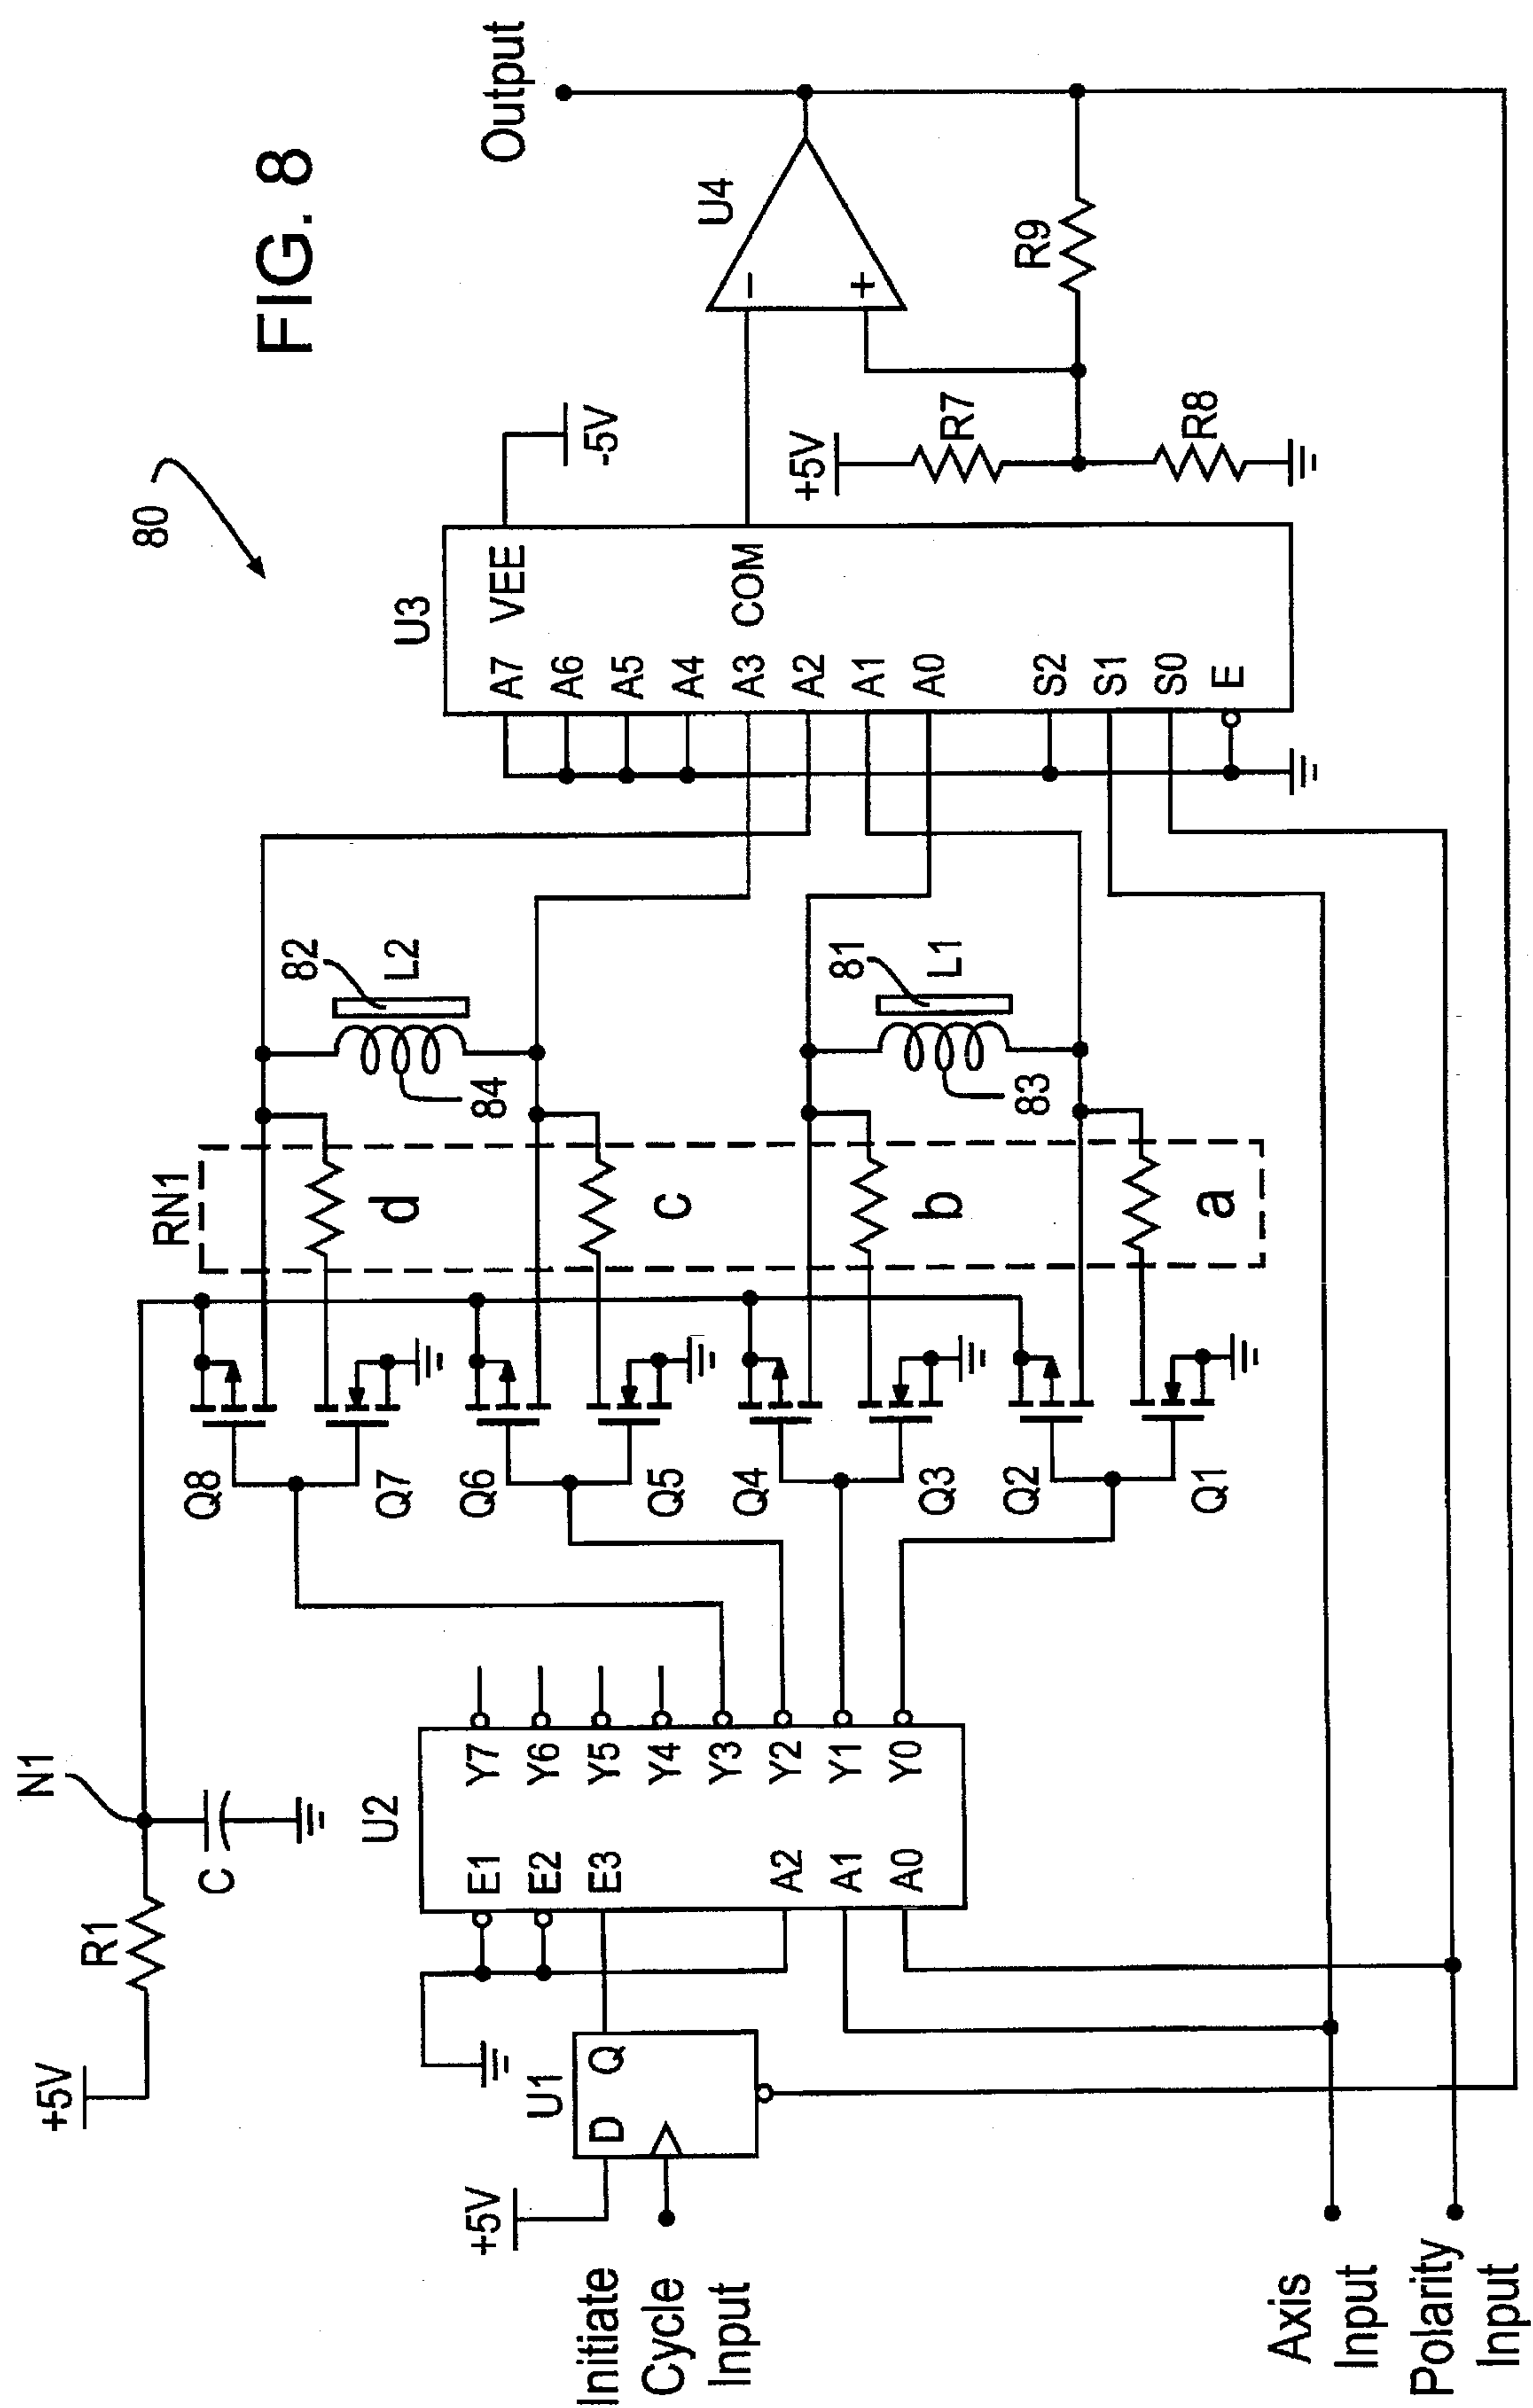 FIG. 8
80
+5V
R1
N1
C
RN1
Q8
Q7
Q6
Q5
Q4
Q3
Q2
Q1
d
c
b
a
82
L2
84
81
L1
83
U1
D
Q
+5V
Initiate
Cycle
Input
U2
E1
E2
E3
A2
A1
A0
Y7
Y6
Y5
Y4
Y3
Y2
Y1
Y0
U3
A7
A6
A5
A4
A3
A2
A1
A0
S2
S1
S0
E
VEE
COM
-5V
+5V
R7
R8
R9
U4
−
+
Output
Axis
Input
Polarity
Input